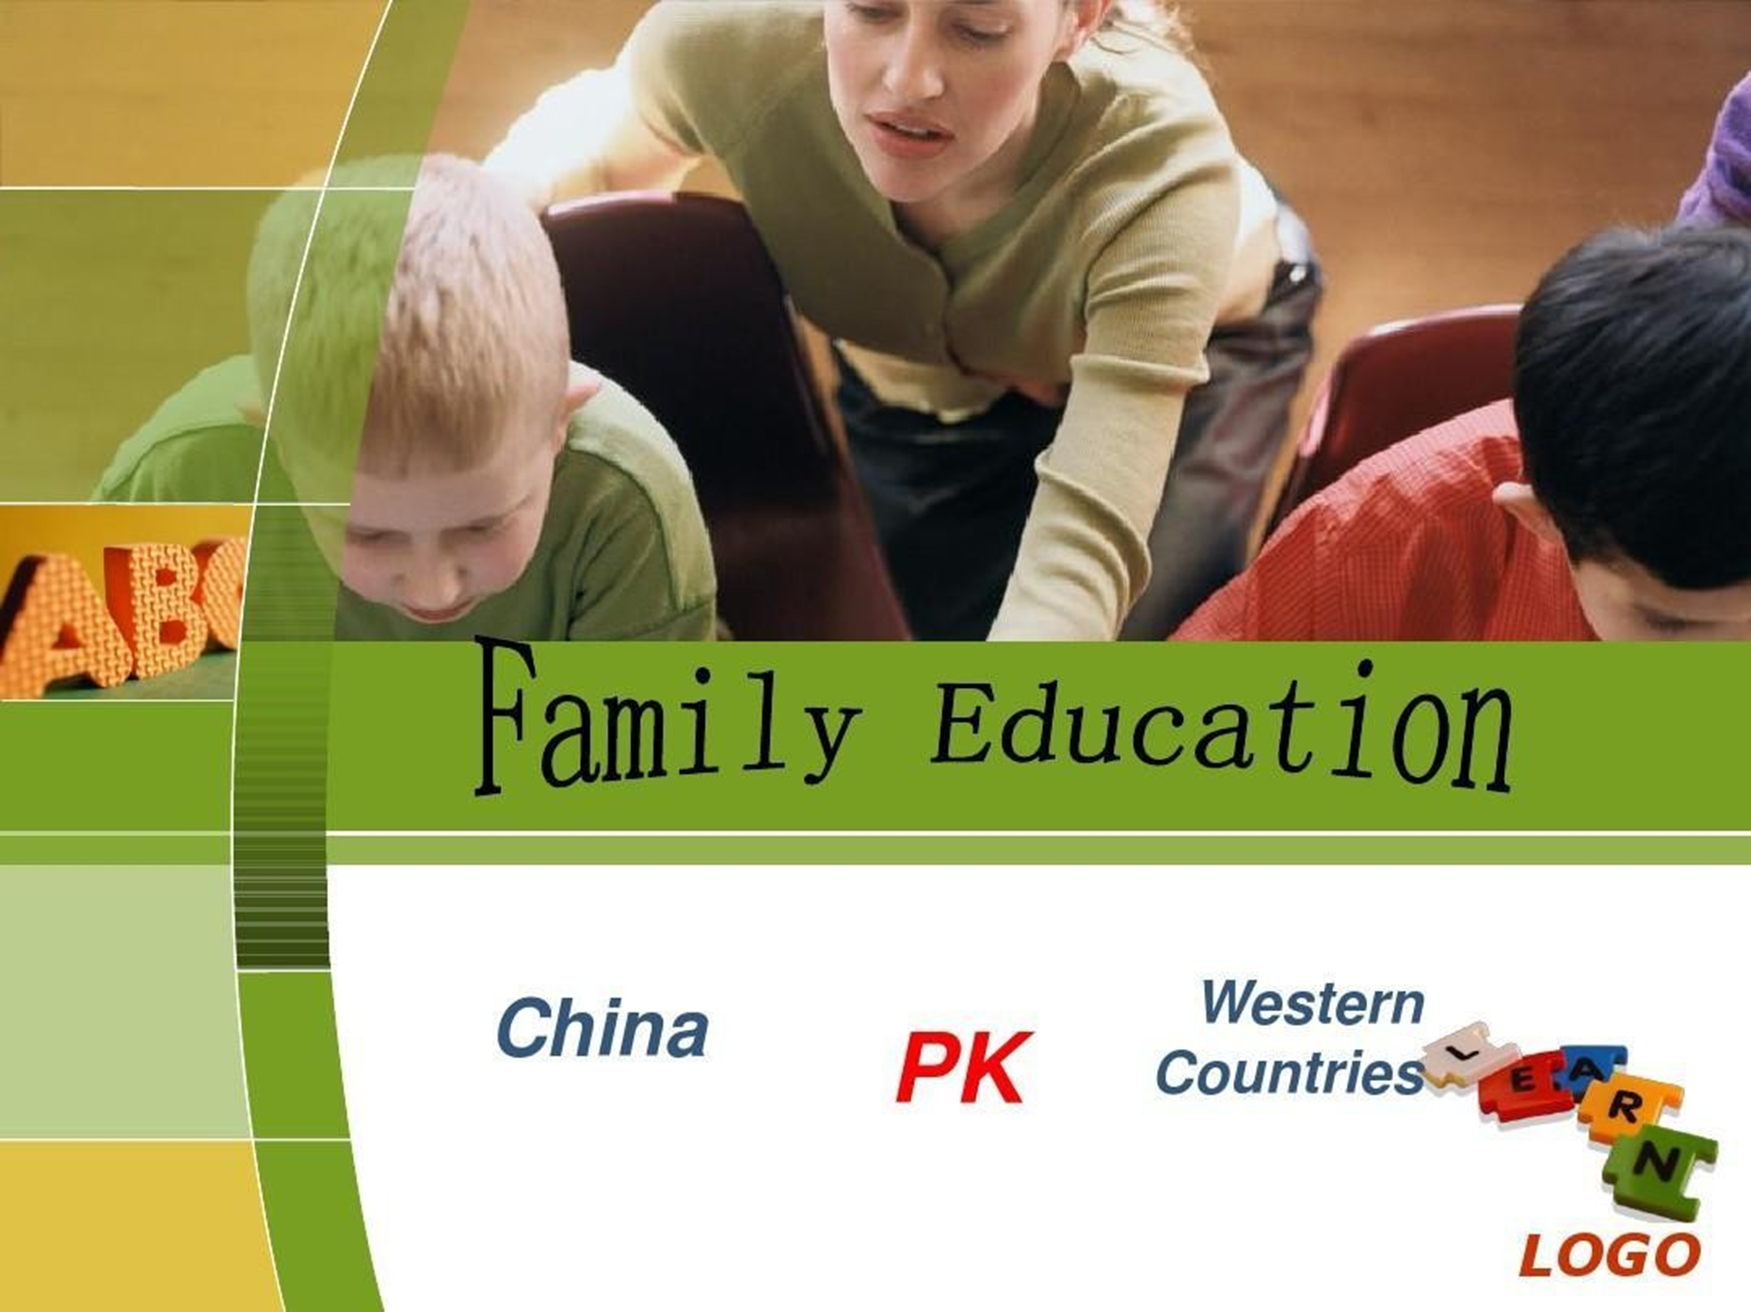 ABC
Family Education
China
PK
Western
Countries
LEARN
LOGO